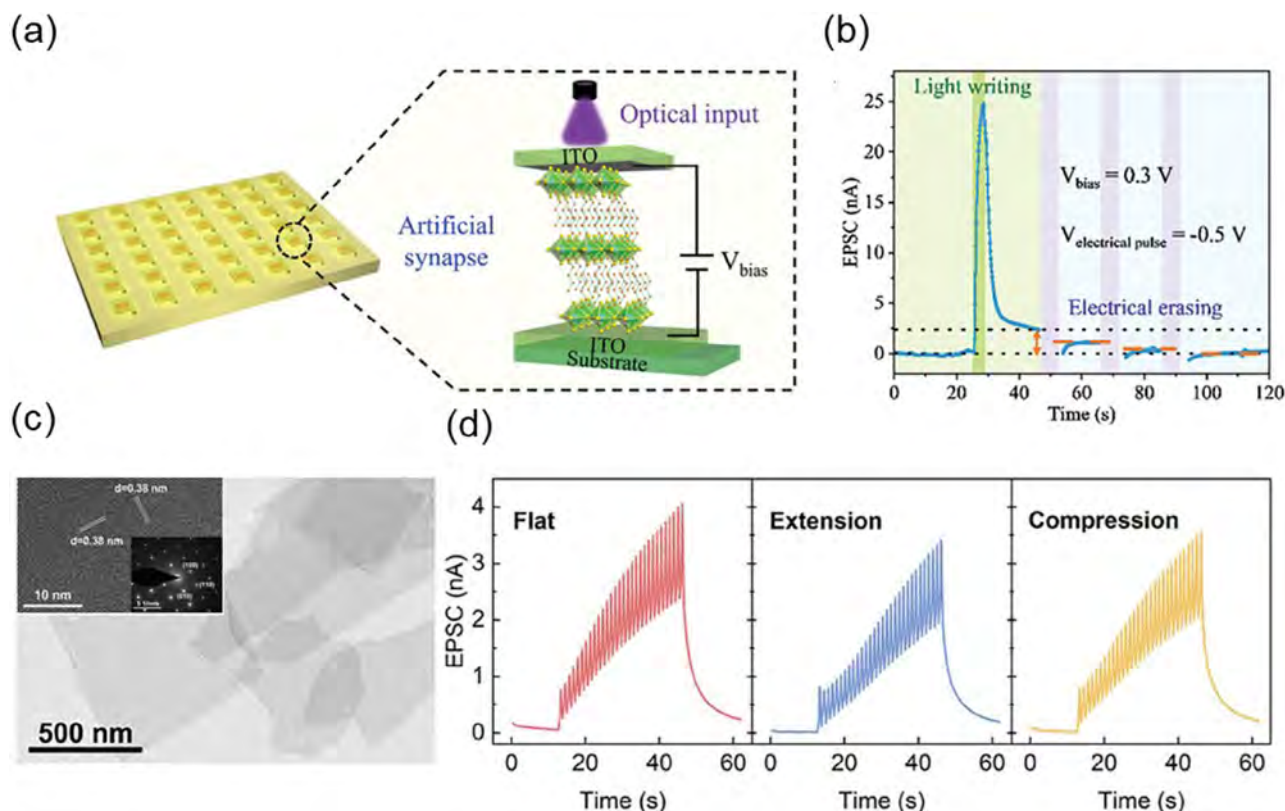 (a)
Optical input
ITO
Artificial
synapse
V_bias
ITO
Substrate
(b)
Light writing
V_bias = 0.3 V
V_electrical pulse = -0.5 V
Electrical erasing
EPSC (nA)
25
20
15
10
5
0
0 20 40 60 80 100 120
Time (s)
(c)
d=0.38 nm
d=0.38 nm
10 nm
500 nm
(d)
Flat
Extension
Compression
EPSC (nA)
4
3
2
1
0
0 20 40 60
0 20 40 60
0 20 40 60
Time (s)
Time (s)
Time (s)